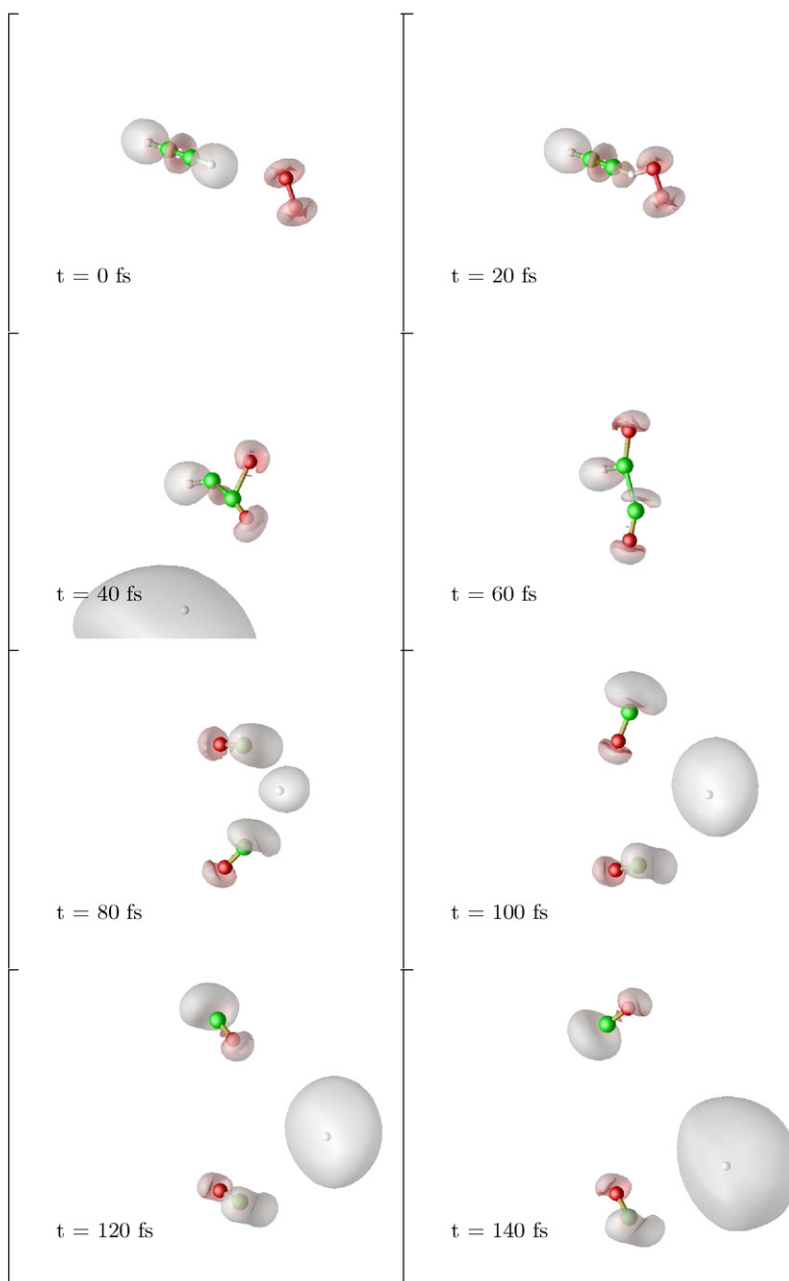 t = 0 fs
t = 20 fs
t = 40 fs
t = 60 fs
t = 80 fs
t = 100 fs
t = 120 fs
t = 140 fs